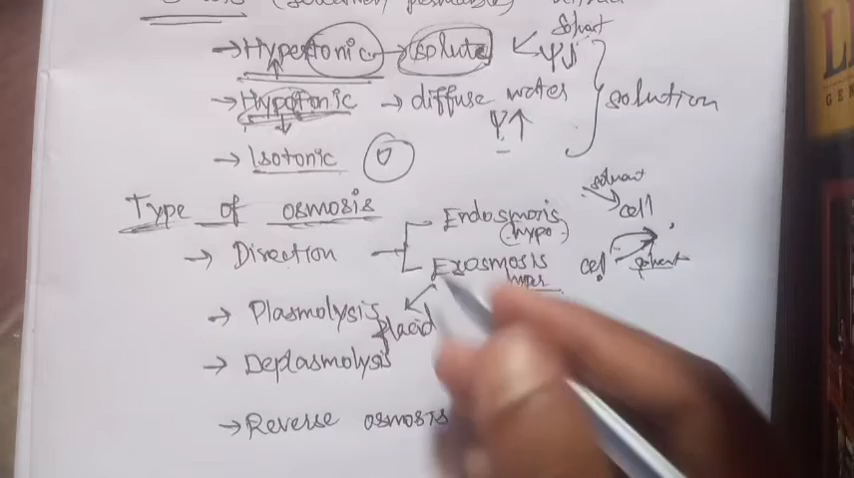 → Hypertonic → solute ↙ solvent
ψ↓
→ Hypotonic → diffuse water
ψ↑
solution
→ Isotonic 0
Type of osmosis
→ Direction
Endosmosis
(hypo.)
solvant
cell
Exosmosis
hyper
cell
solvent
→ Plasmolysis
flacid
→ Deplasmolysis
→ Reverse osmosis